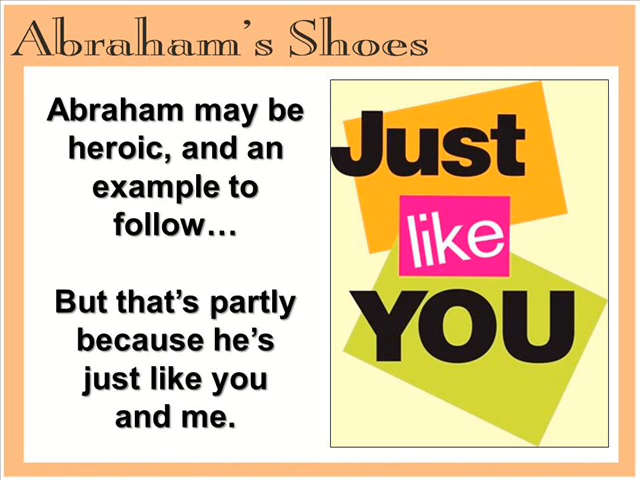 Abraham's Shoes
Abraham may be
heroic, and an
example to
follow…
But that's partly
because he's
just like you
and me.
Just
like
YOU